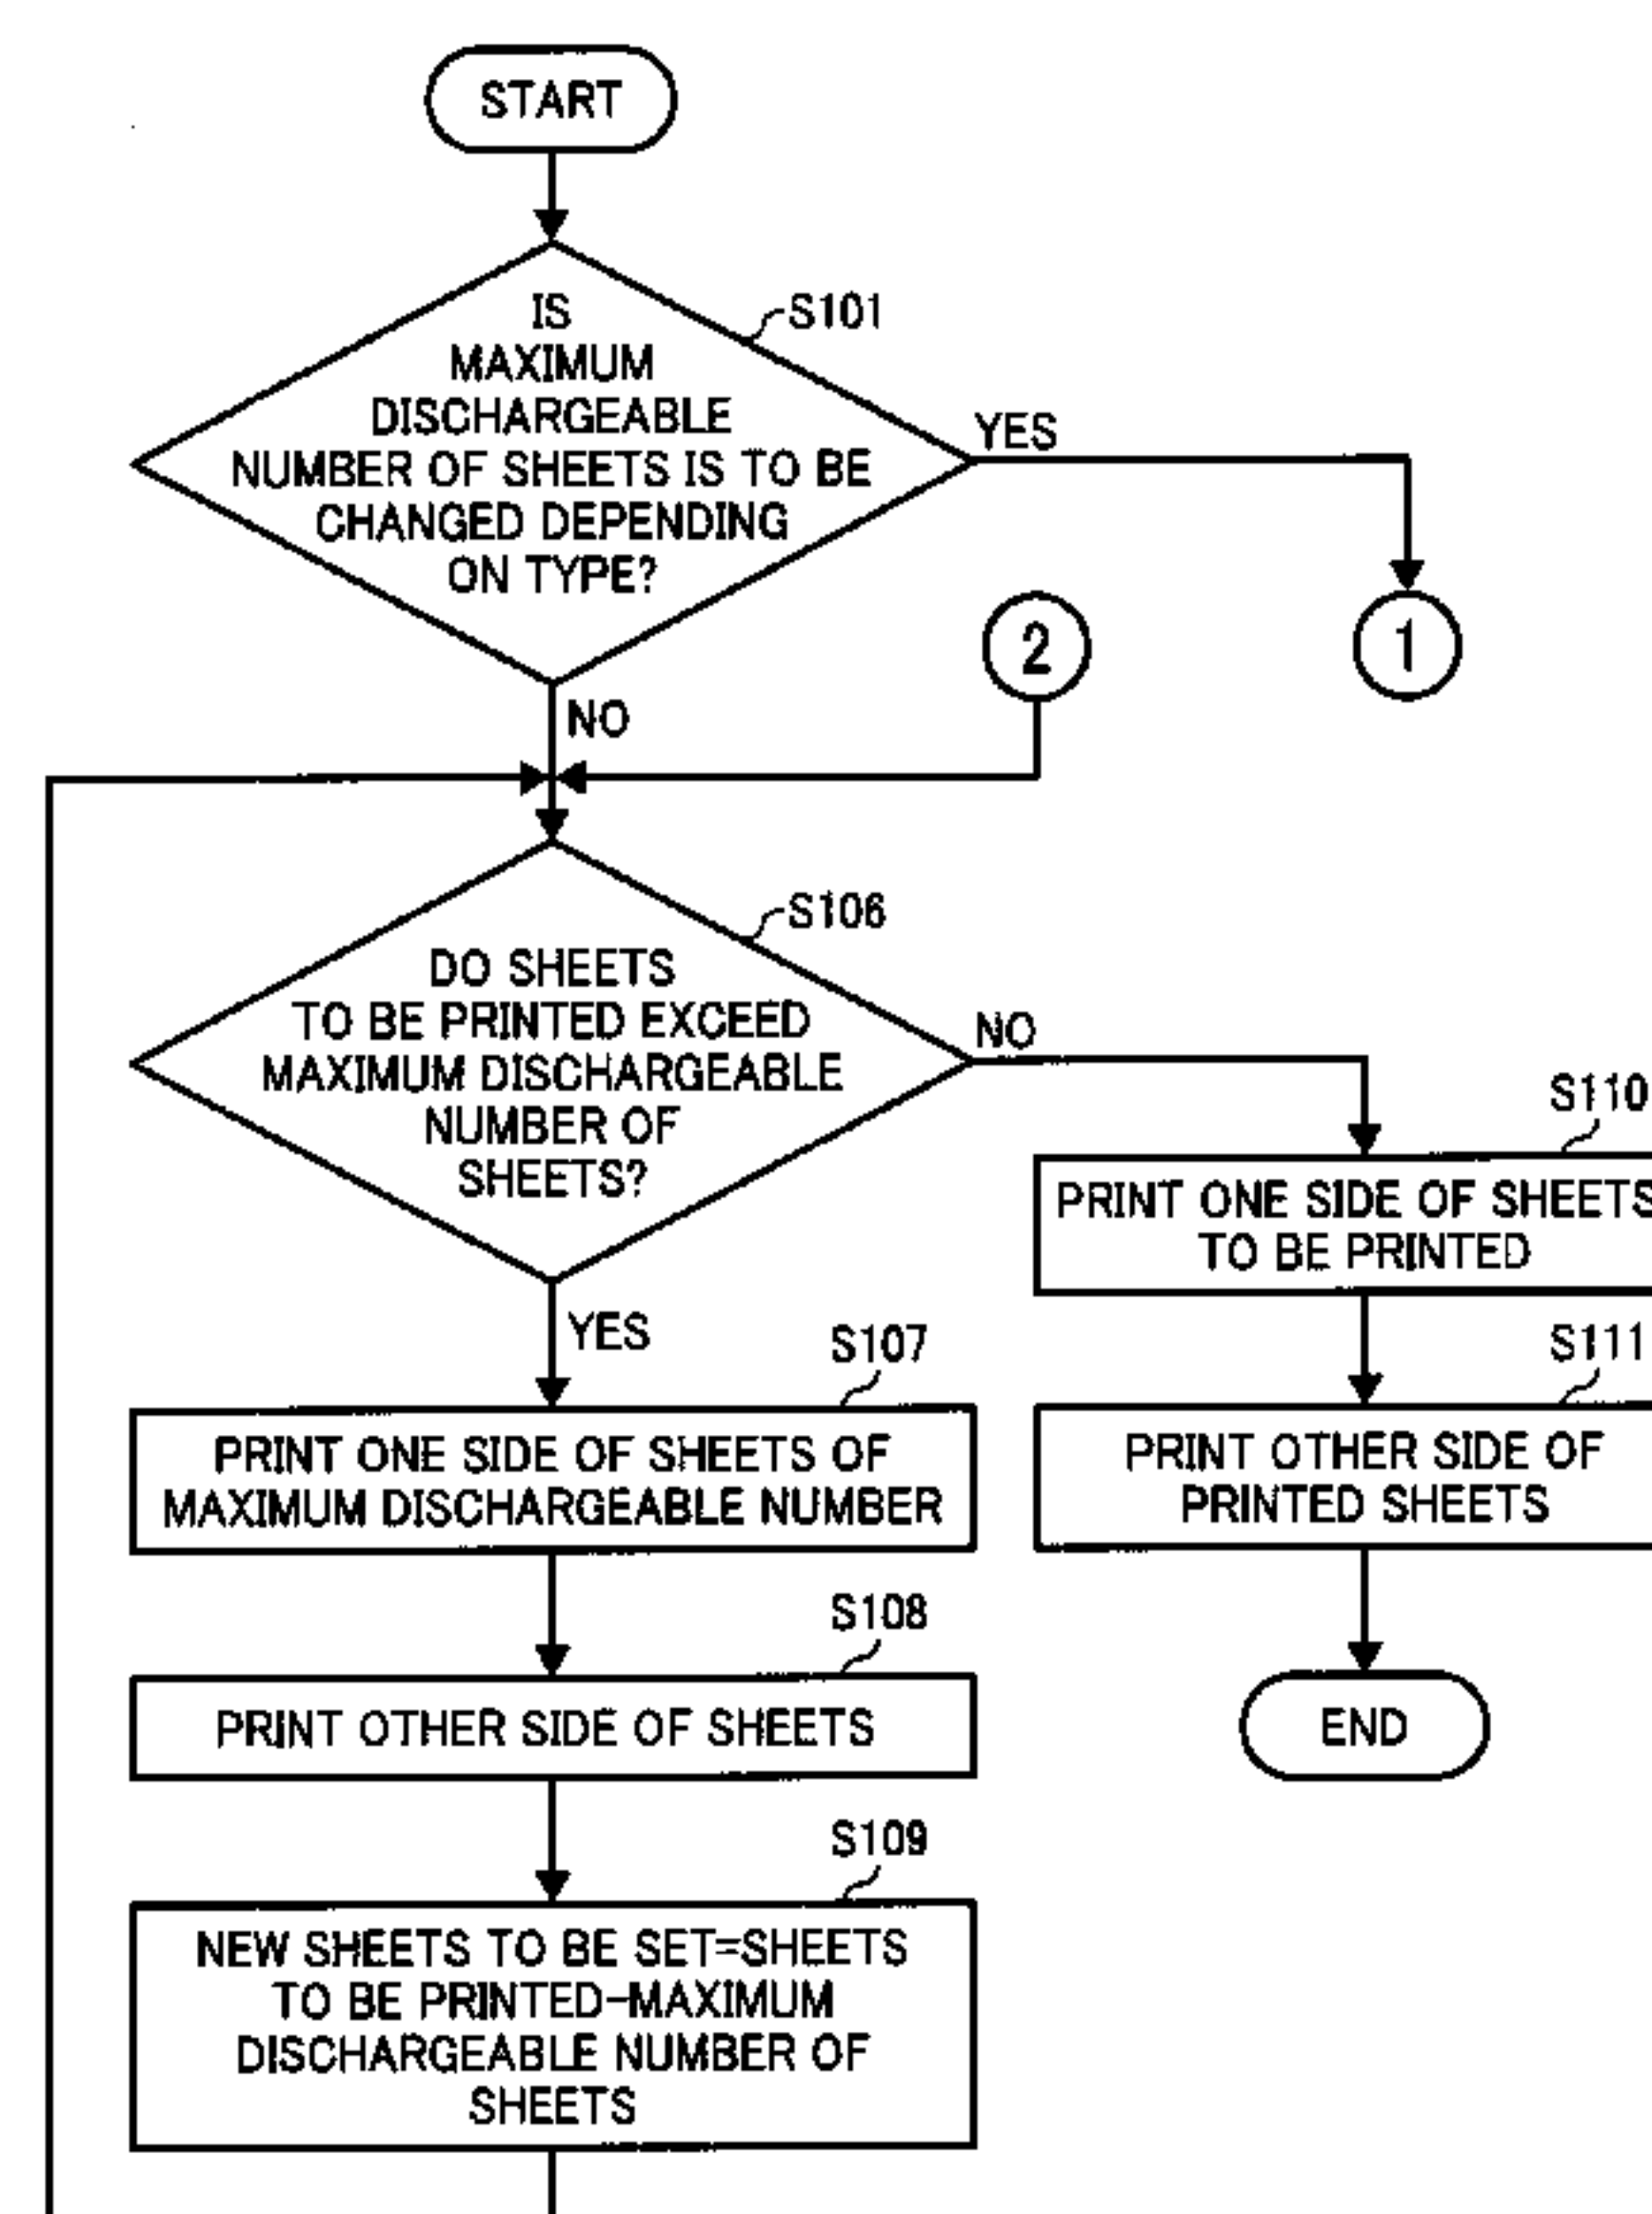 START
S101
IS
MAXIMUM
DISCHARGEABLE
NUMBER OF SHEETS IS TO BE
CHANGED DEPENDING
ON TYPE?
YES
1
2
NO
S106
DO SHEETS
TO BE PRINTED EXCEED
MAXIMUM DISCHARGEABLE
NUMBER OF
SHEETS?
NO
YES
S110
PRINT ONE SIDE OF SHEETS
TO BE PRINTED
S107
PRINT ONE SIDE OF SHEETS OF
MAXIMUM DISCHARGEABLE NUMBER
S111
PRINT OTHER SIDE OF
PRINTED SHEETS
S108
PRINT OTHER SIDE OF SHEETS
END
S109
NEW SHEETS TO BE SET=SHEETS
TO BE PRINTED-MAXIMUM
DISCHARGEABLE NUMBER OF
SHEETS